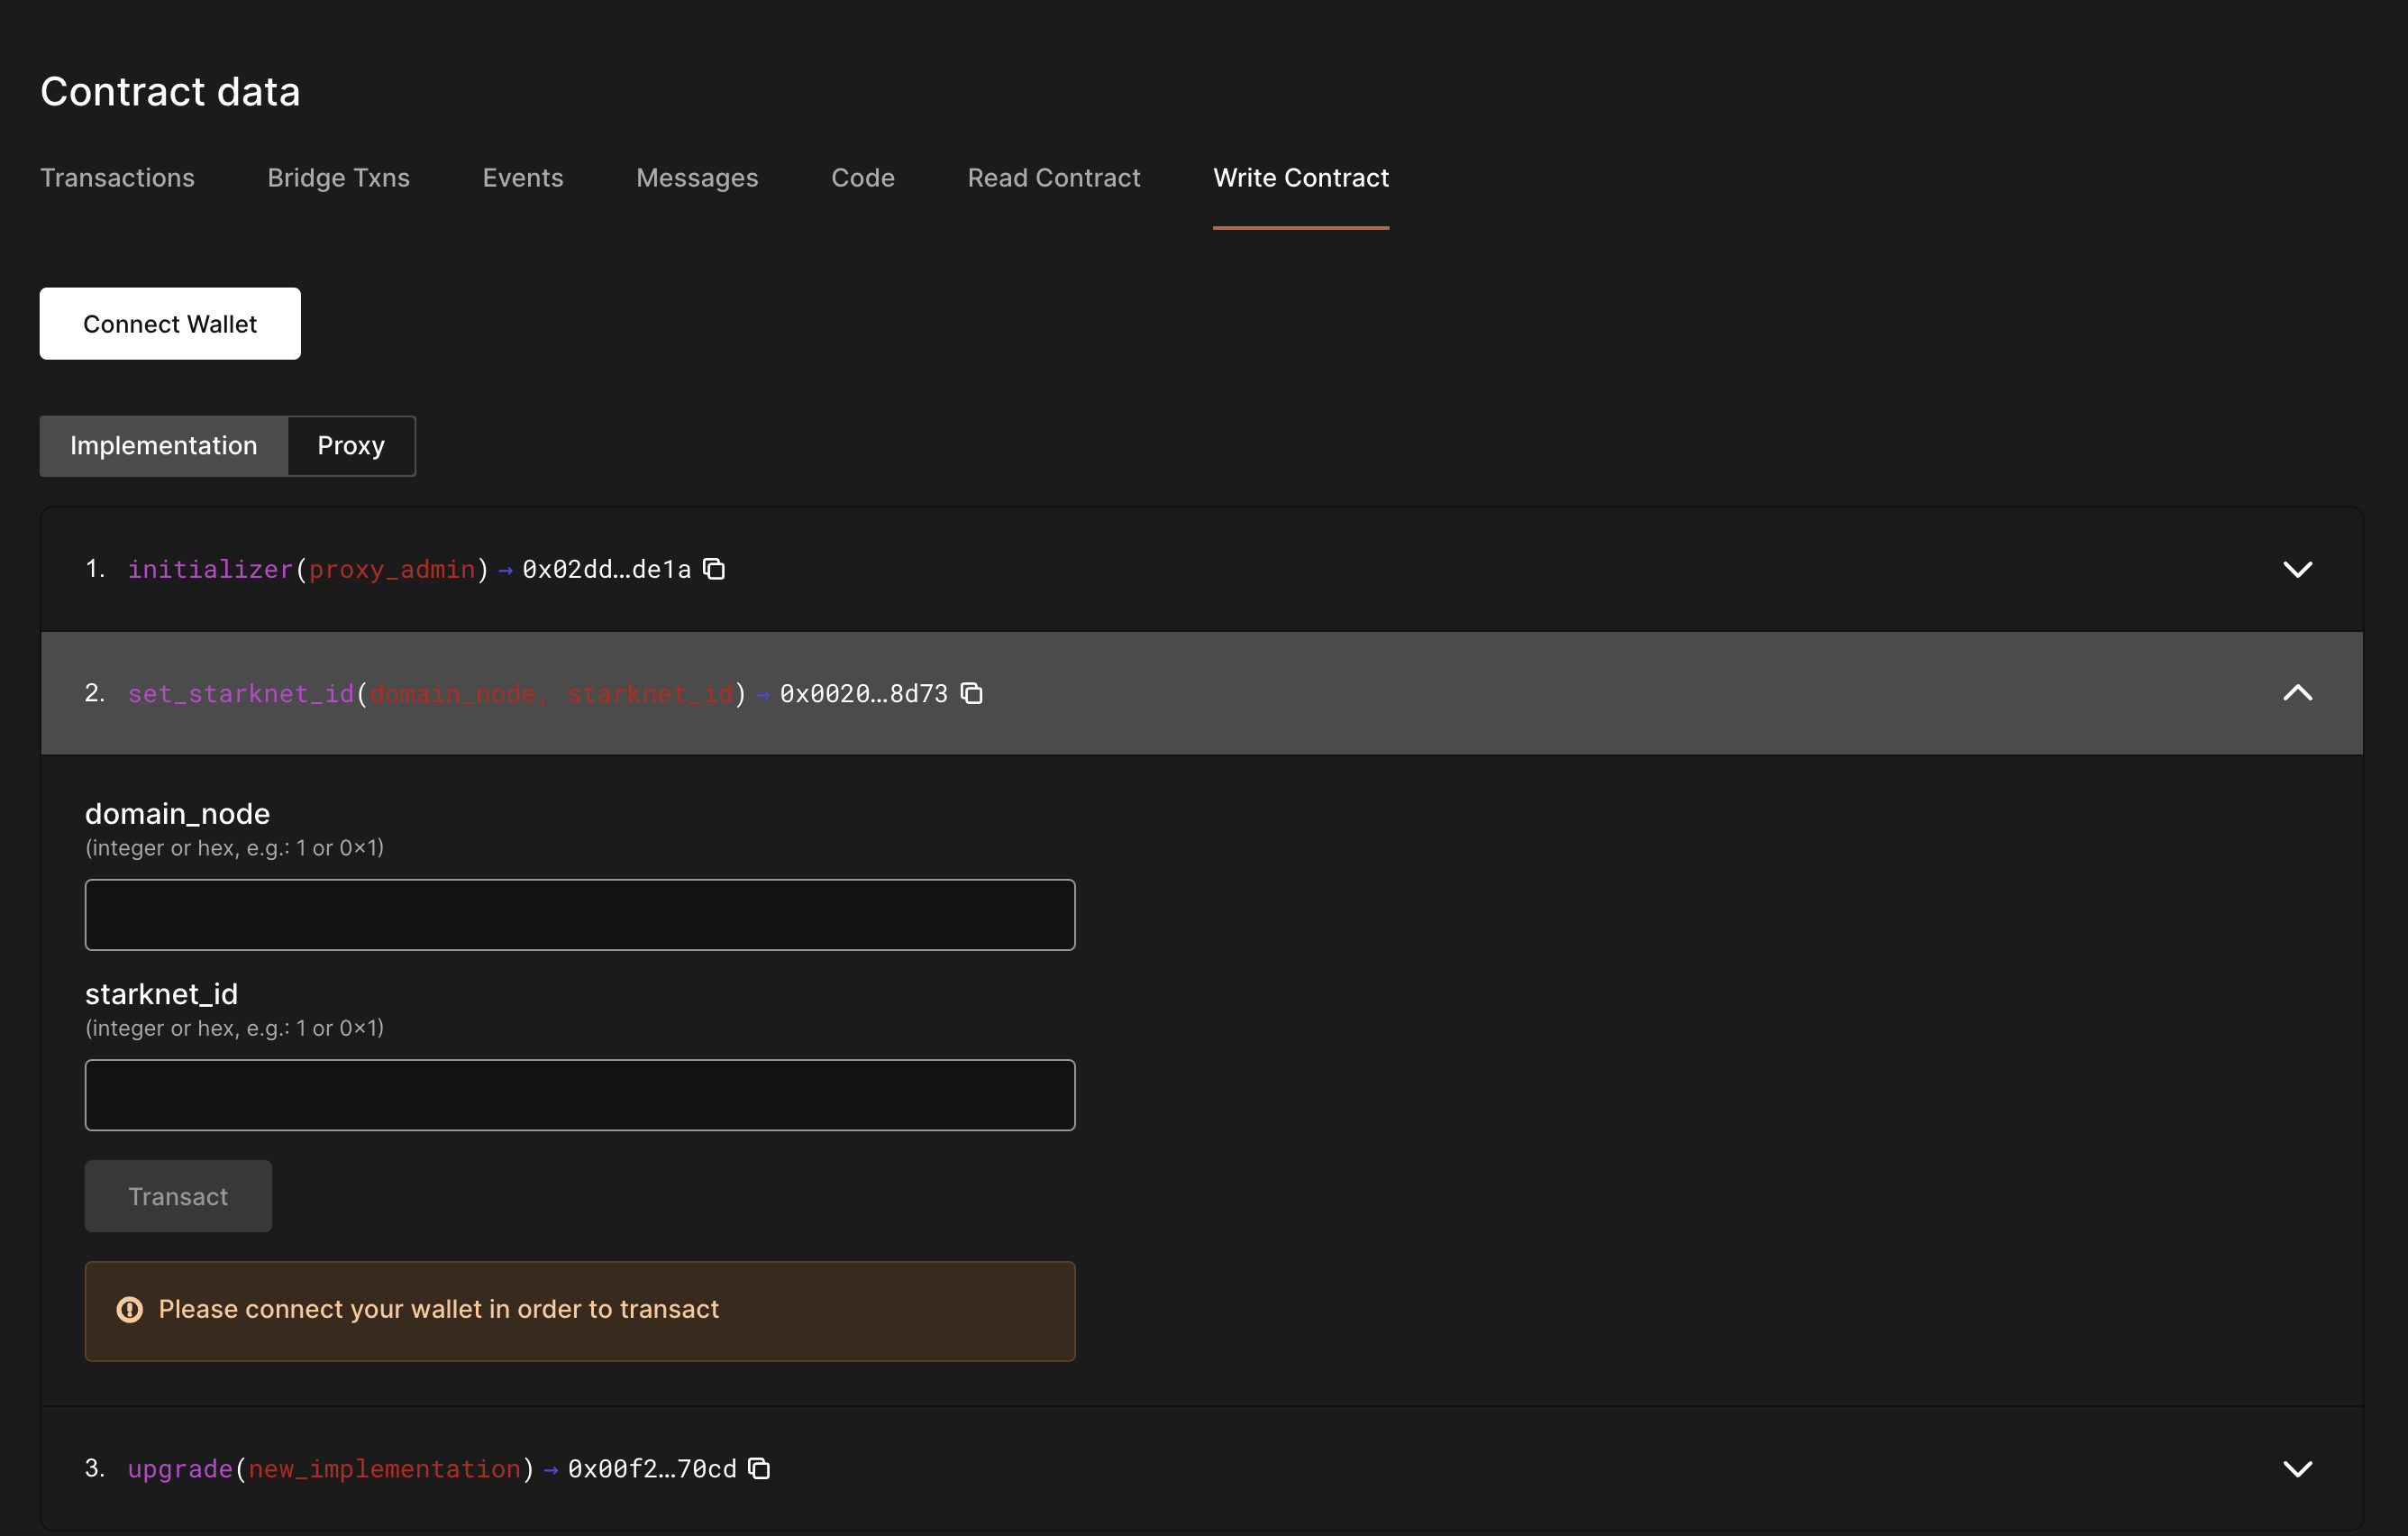 Contract data
Transactions Bridge Txns Events Messages Code Read Contract Write Contract
Connect Wallet
Implementation Proxy
1. initializer(proxy_admin) → 0x02dd...de1a
2. set_starknet_id(domain_node, starknet_id) → 0x0020...8d73
domain_node
(integer or hex, e.g.: 1 or 0×1)
starknet_id
(integer or hex, e.g.: 1 or 0×1)
Transact
Please connect your wallet in order to transact
3. upgrade(new_implementation) → 0x00f2...70cd